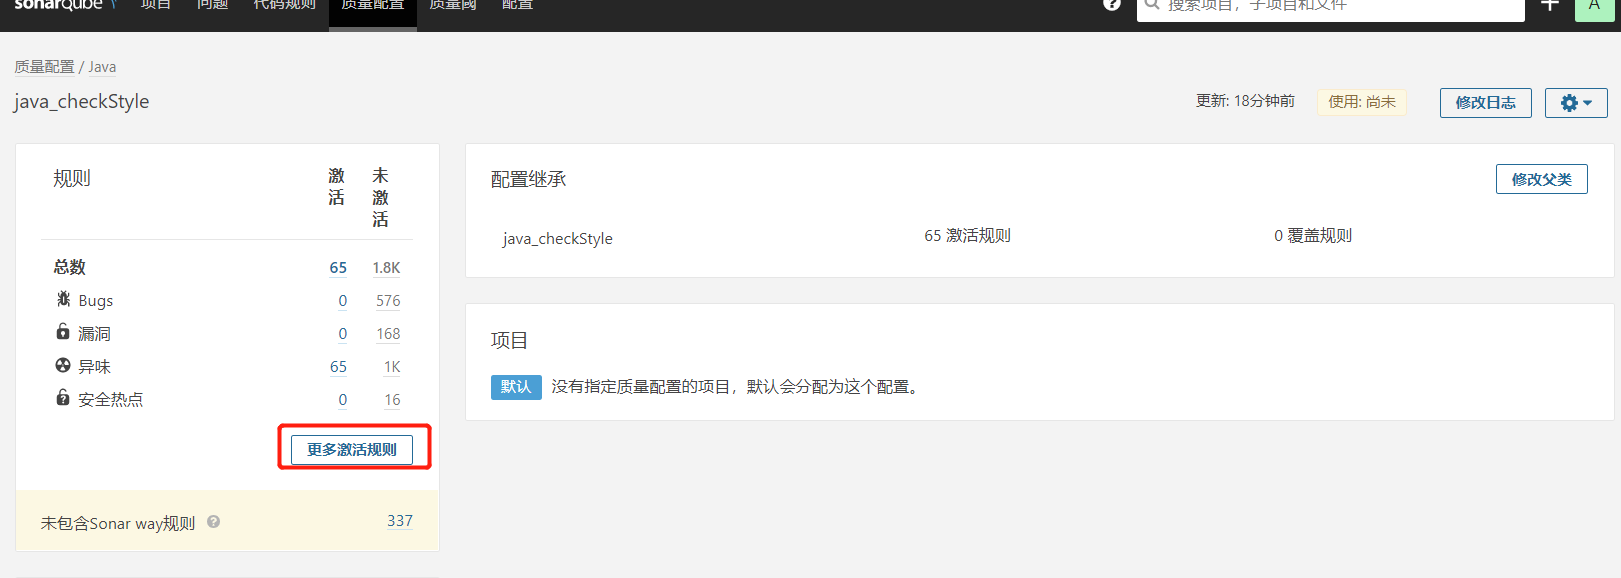 sonarqube 项目 问题 代码规则 质量配置 质量阈 配置 ? 搜索项目，子项目和文件 + A
质量配置 / Java
java_checkStyle
更新: 18分钟前 使用: 尚未 修改日志
规则 激活 未激活
总数 65 1.8K
Bugs 0 576
漏洞 0 168
异味 65 1K
安全热点 0 16
更多激活规则
未包含Sonar way规则 ? 337
配置继承 修改父类
java_checkStyle 65 激活规则 0 覆盖规则
项目
默认 没有指定质量配置的项目，默认会分配为这个配置。